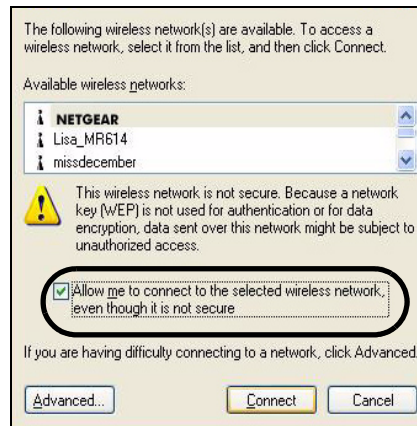 The following wireless network(s) are available. To access a
wireless network, select it from the list, and then click Connect.
Available wireless networks:
NETGEAR
Lisa_MR614
missdecember
This wireless network is not secure. Because a network
key (WEP) is not used for authentication or for data
encryption, data sent over this network might be subject to
unauthorized access.
Allow me to connect to the selected wireless network,
even though it is not secure
If you are having difficulty connecting to a network, click Advanced.
Advanced... Connect Cancel